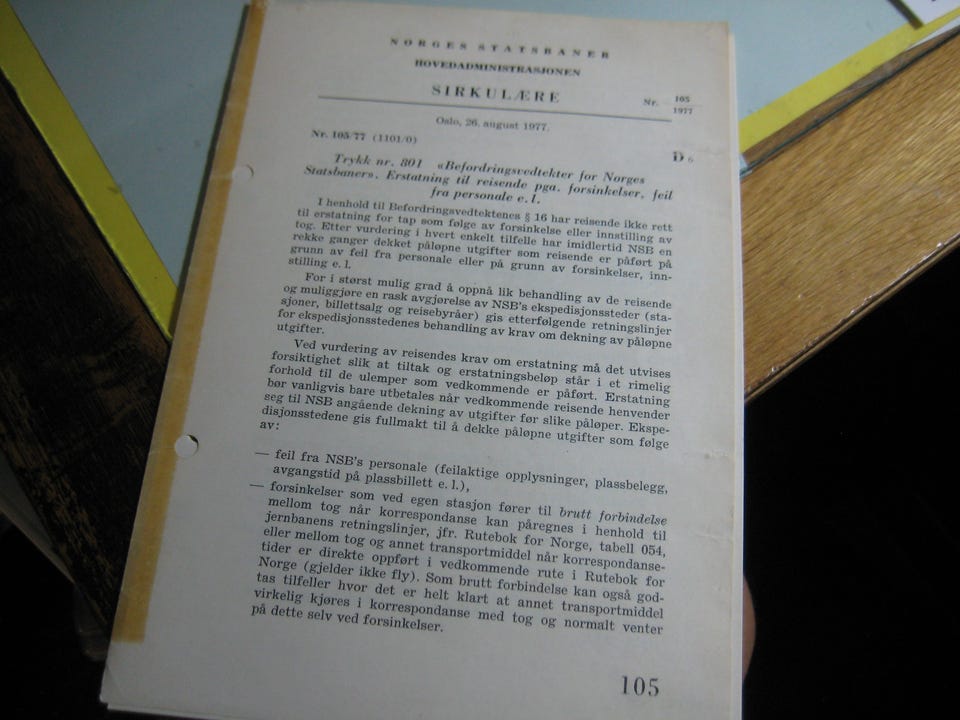 NORGES STATSBANER
HOVEDADMINISTRASJONEN
SIRKULÆRE
Nr. 105
1977
Oslo, 26. august 1977.
Nr. 105/77 (1101/0)
D 6
Trykk nr. 801 «Befordringsvedtekter for Norges
Statsbaner». Erstatning til reisende pga. forsinkelser, feil
fra personale e. l.
I henhold til Befordringsvedtektenes § 16 har reisende ikke rett
til erstatning for tap som følge av forsinkelse eller innstilling av
tog. Etter vurdering i hvert enkelt tilfelle har imidlertid NSB en
rekke ganger dekket påløpne utgifter som reisende er påført på
grunn av feil fra personale eller på grunn av forsinkelser, inn-
stilling e. l.
For i størst mulig grad å oppnå lik behandling av de reisende
og muliggjøre en rask avgjørelse av NSB's ekspedisjonssteder (sta-
sjoner, billettsalg og reisebyråer) gis etterfølgende retningslinjer
for ekspedisjonsstedenes behandling av krav om dekning av påløpne
utgifter.
Ved vurdering av reisendes krav om erstatning må det utvises
forsiktighet slik at tiltak og erstatningsbeløp står i et rimelig
forhold til de ulemper som vedkommende er påført. Erstatning
bør vanligvis bare utbetales når vedkommende reisende henvender
seg til NSB angående dekning av utgifter før slike påløper. Ekspe-
disjonsstedene gis fullmakt til å dekke påløpne utgifter som følge
av:
— feil fra NSB's personale (feilaktige opplysninger, plassbelegg,
avgangstid på plassbillett e. l.),
— forsinkelser som ved egen stasjon fører til brutt forbindelse
mellom tog når korrespondanse kan påregnes i henhold til
jernbanens retningslinjer, jfr. Rutebok for Norge, tabell 054,
eller mellom tog og annet transportmiddel når korrespondanse-
tider er direkte oppført i vedkommende rute i Rutebok for
Norge (gjelder ikke fly). Som brutt forbindelse kan også god-
tas tilfeller hvor det er helt klart at annet transportmiddel
virkelig kjøres i korrespondanse med tog og normalt venter
på dette selv ved forsinkelser.
105